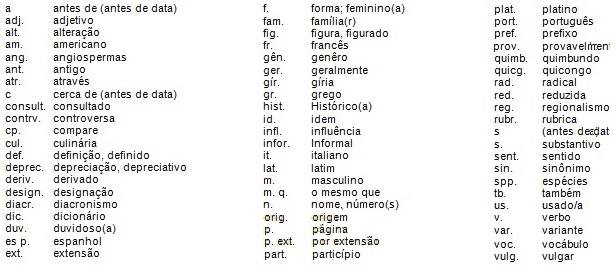 a antes de (antes de data)
adj. adjetivo
alt. alteração
am. americano
ang. angiospermas
ant. antigo
atr. através
c cerca de (antes de data)
consult. consultado
contrv. controversa
cp. compare
cul. culinária
def. definição, definido
deprec. depreciação, depreciativo
deriv. derivado
design. designação
diacr. diacronismo
dic. dicionário
duv. duvidoso(a)
es p. espanhol
ext. extensão
f. forma; feminino(a)
fam. família(r)
fig. figura, figurado
fr. francês
gên. genêro
ger. geralmente
gír. gíria
gr. grego
hist. Histórico(a)
id. idem
infl. influência
infor. Informal
it. italiano
lat. latim
m. masculino
m. q. o mesmo que
n. nome, número(s)
orig. origem
p. página
p. ext. por extensão
part. particípio
plat. platino
port. português
pref. prefixo
prov.
quimb. quimbundo
quicg. quicongo
rad. radical
red. reduzida
reg. regionalismo
rubr. rubrica
s (antes
s. substantivo
sent. sentido
sin. sinônimo
spp. espécies
tb. também
us. usado/a
v. verbo
var. variante
voc. vocábulo
vulg. vulgar